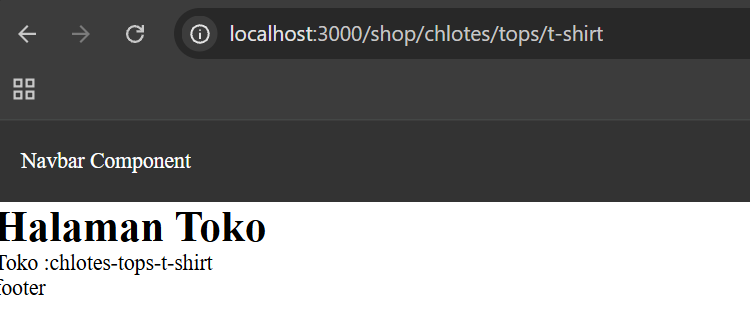 localhost:3000/shop/chlotes/tops/t-shirt
Navbar Component
Halaman Toko
Toko :chlotes-tops-t-shirt
footer